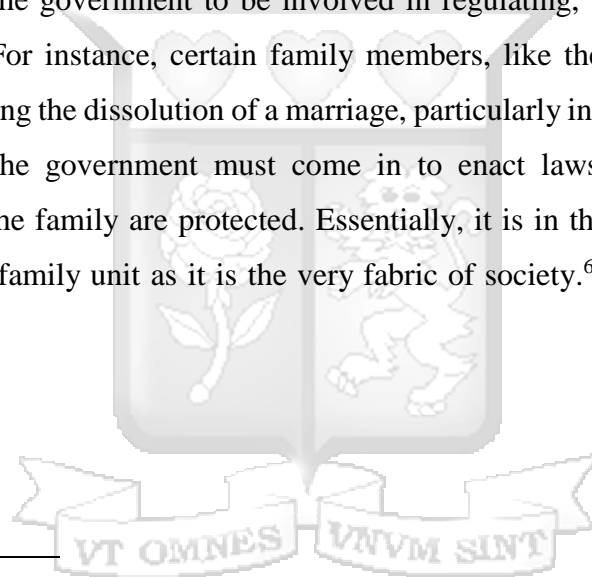 he government to be involved in regulating,
For instance, certain family members, like the
ng the dissolution of a marriage, particularly in
he government must come in to enact laws
ne family are protected. Essentially, it is in th
family unit as it is the very fabric of society.6
VT OMNES VNVM SINT